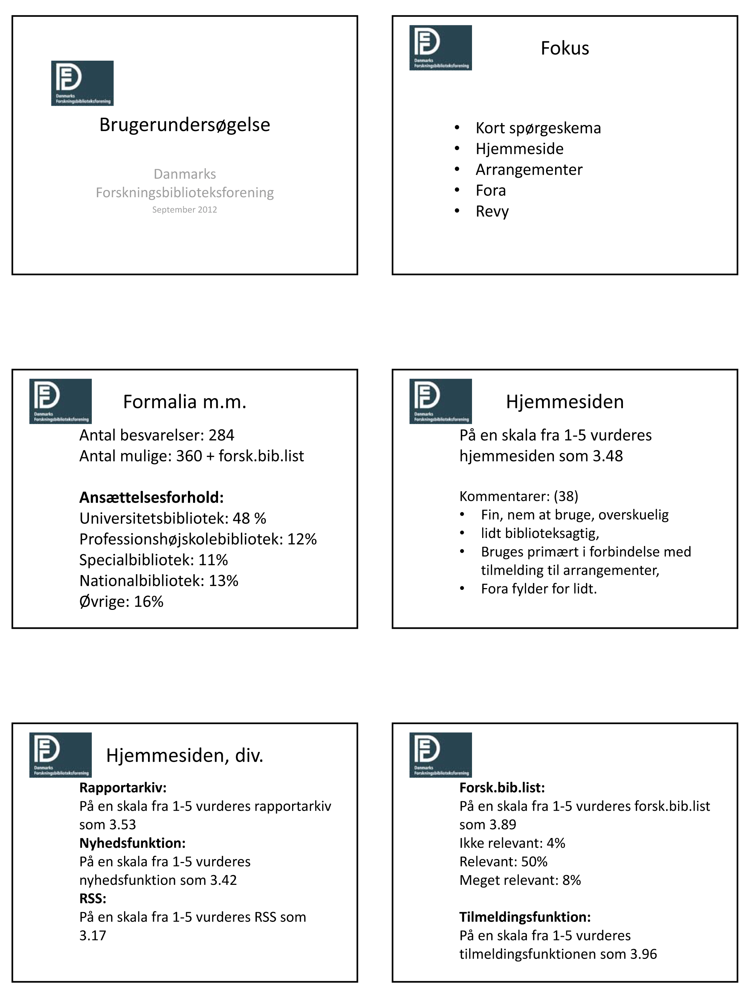 Danmarks
Forskningsbiblioteksforening
Brugerundersøgelse
Danmarks
Forskningsbiblioteksforening
September 2012
Danmarks
Forskningsbiblioteksforening
Fokus
• Kort spørgeskema
• Hjemmeside
• Arrangementer
• Fora
• Revy
Danmarks
Forskningsbiblioteksforening
Formalia m.m.
Antal besvarelser: 284
Antal mulige: 360 + forsk.bib.list
Ansættelsesforhold:
Universitetsbibliotek: 48 %
Professionshøjskolebibliotek: 12%
Specialbibliotek: 11%
Nationalbibliotek: 13%
Øvrige: 16%
Danmarks
Forskningsbiblioteksforening
Hjemmesiden
På en skala fra 1-5 vurderes
hjemmesiden som 3.48
Kommentarer: (38)
• Fin, nem at bruge, overskuelig
• lidt biblioteksagtig,
• Bruges primært i forbindelse med
tilmelding til arrangementer,
• Fora fylder for lidt.
Danmarks
Forskningsbiblioteksforening
Hjemmesiden, div.
Rapportarkiv:
På en skala fra 1-5 vurderes rapportarkiv
som 3.53
Nyhedsfunktion:
På en skala fra 1-5 vurderes
nyhedsfunktion som 3.42
RSS:
På en skala fra 1-5 vurderes RSS som
3.17
Danmarks
Forskningsbiblioteksforening
Forsk.bib.list:
På en skala fra 1-5 vurderes forsk.bib.list
som 3.89
Ikke relevant: 4%
Relevant: 50%
Meget relevant: 8%
Tilmeldingsfunktion:
På en skala fra 1-5 vurderes
tilmeldingsfunktionen som 3.96